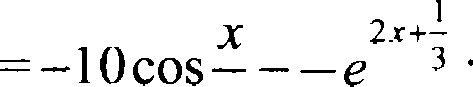 =-10cos x/ - - -e^{2x+1/3} .